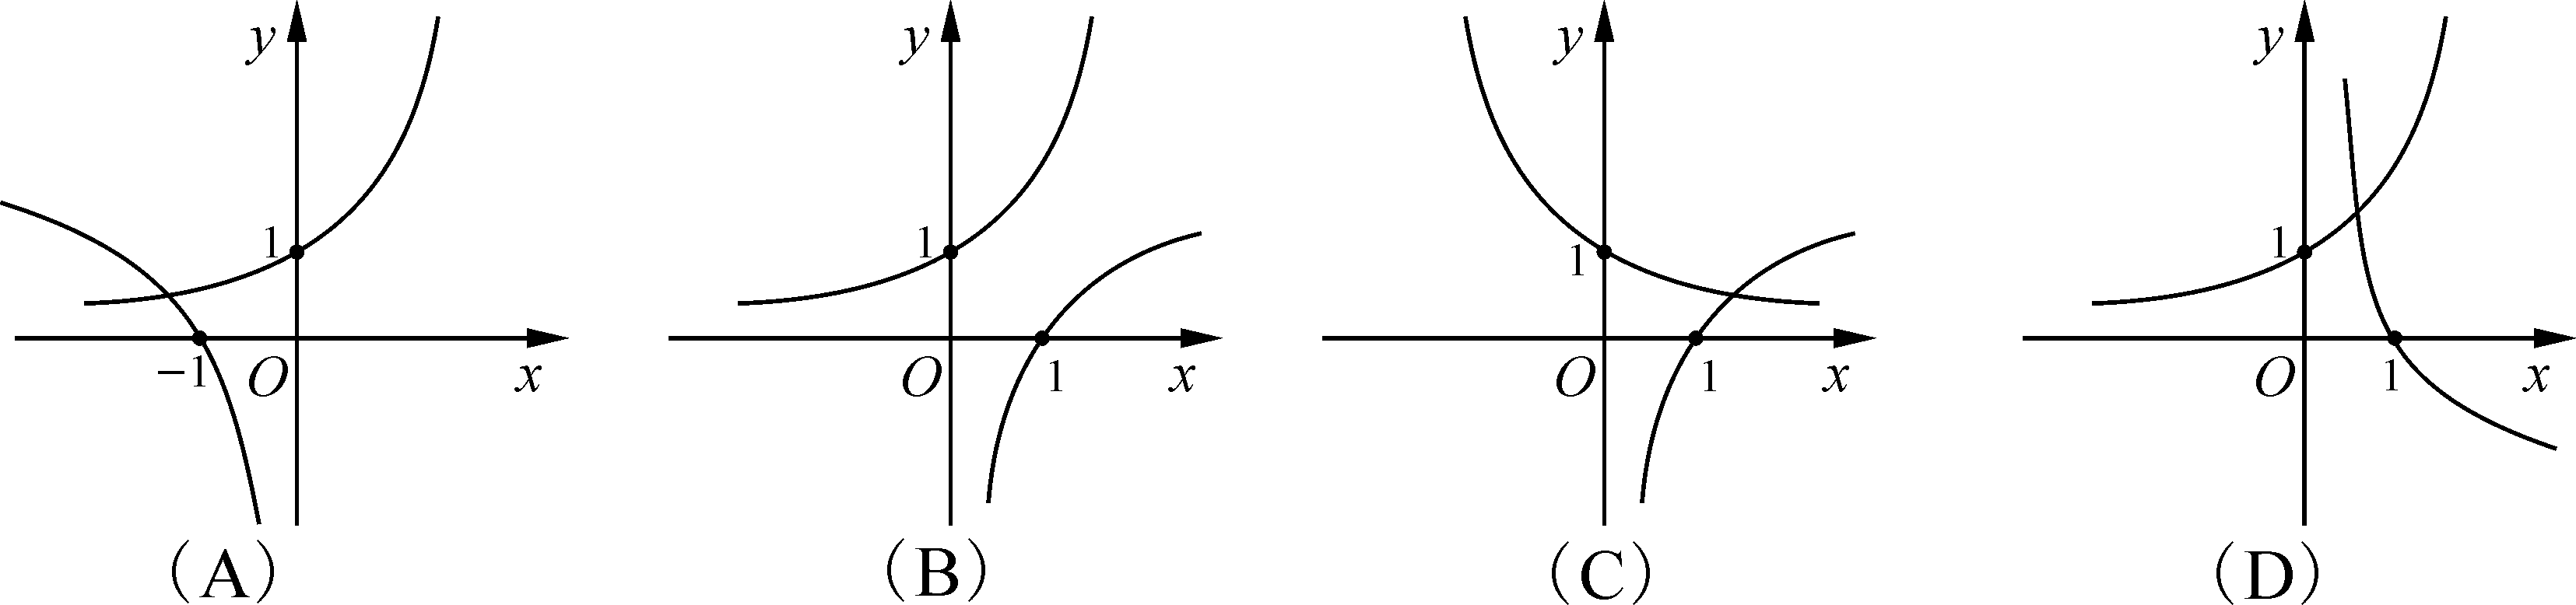 y y y y
1 1 1 1
−1 O x O 1 x O 1 x O 1 x
(A) (B) (C) (D)